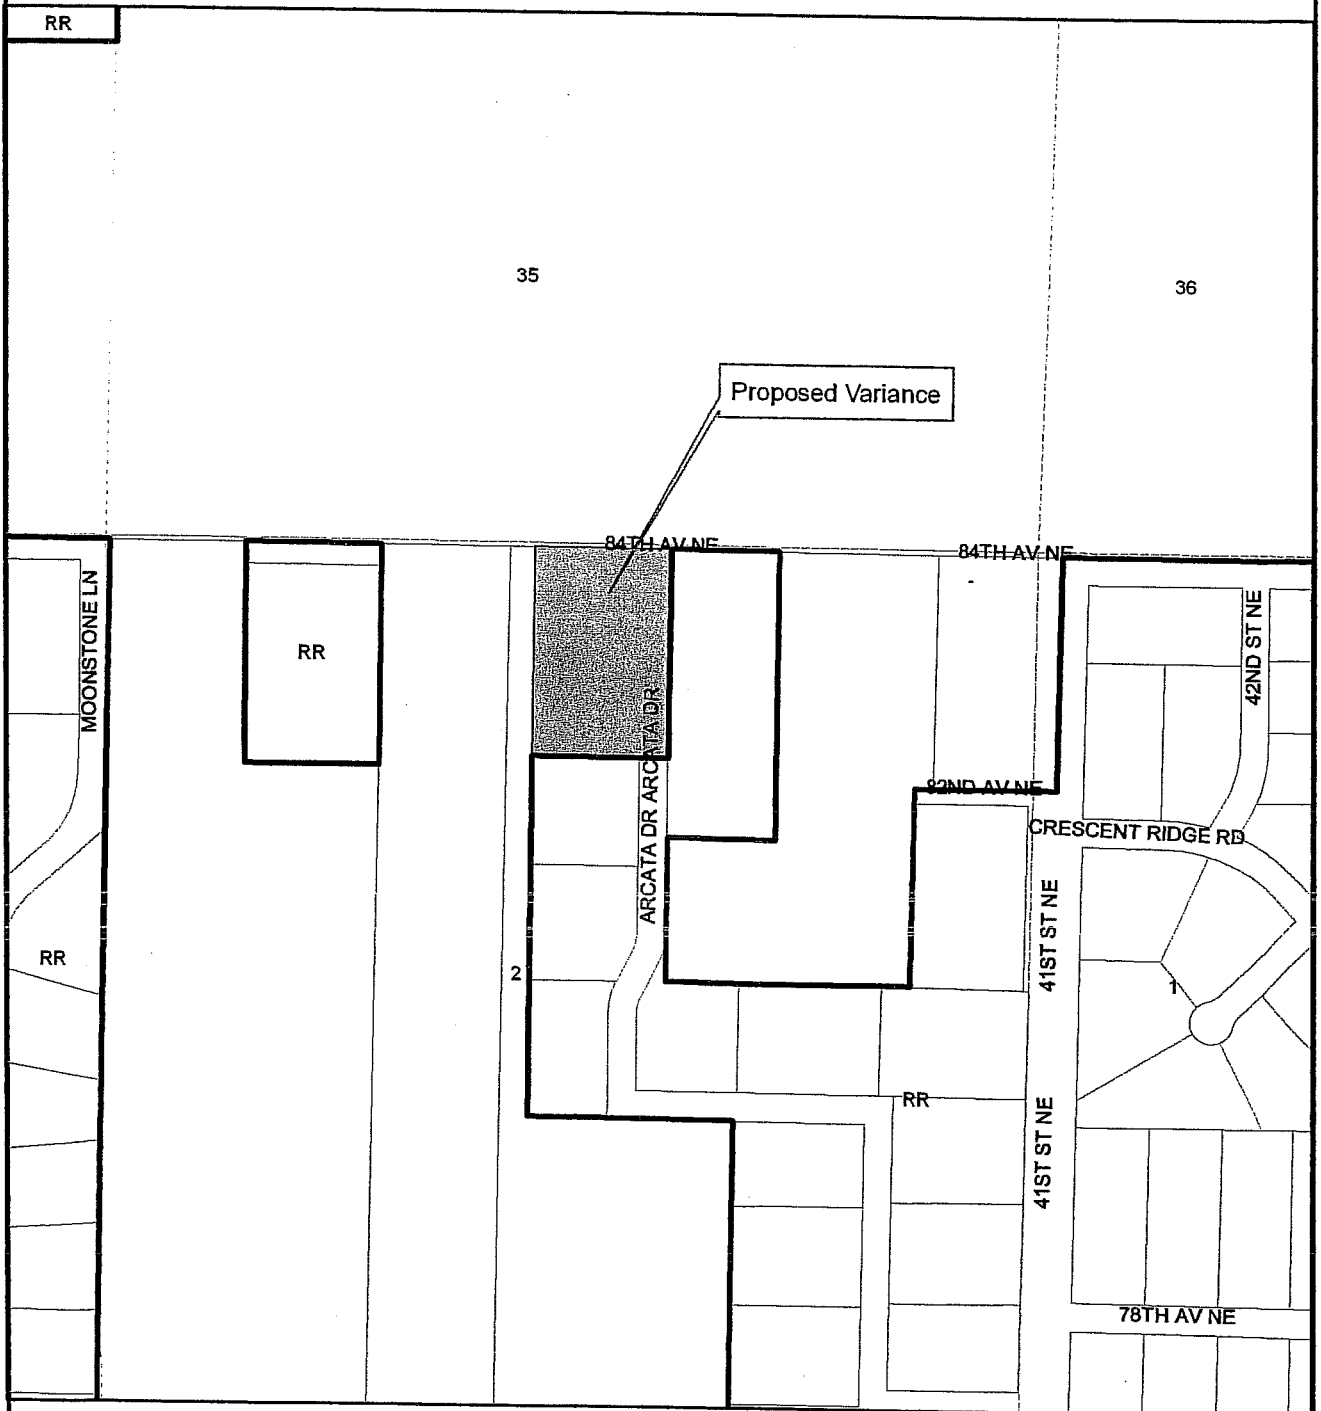 RR
35
36
Proposed Variance
84TH AV NE
84TH AV NE
MOONSTONE LN
RR
42ND ST NE
ARCATA DR
ARCATA DR
82ND AV NE
CRESCENT RIDGE RD
41ST ST NE
RR
2
1
RR
41ST ST NE
78TH AV NE